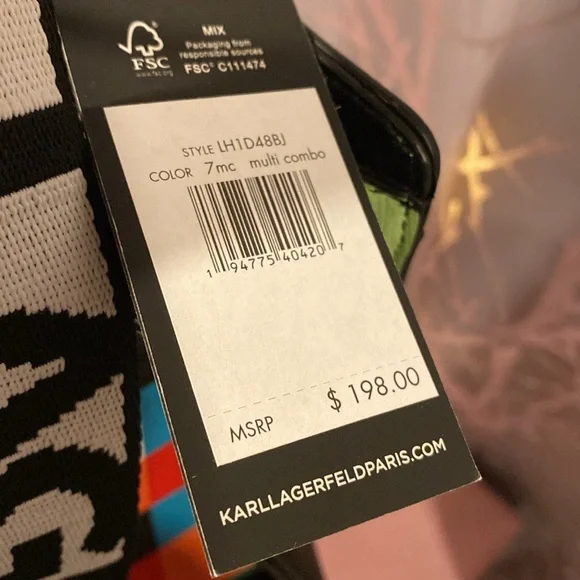 FSC
www.fsc.org
MIX
Packaging from
responsible sources
FSC® C111474
STYLE LH1D48BJ
COLOR 7mc multi combo
1 94775 40420 7
MSRP $ 198.00
KARLLAGERFELDPARIS.COM